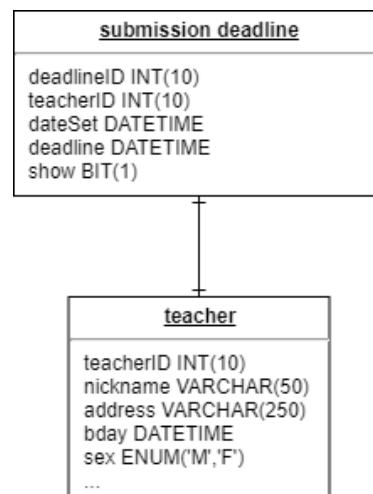 submission deadline
deadlineID INT(10)
teacherID INT(10)
dateSet DATETIME
deadline DATETIME
show BIT(1)
teacher
teacherID INT(10)
nickname VARCHAR(50)
address VARCHAR(250)
bday DATETIME
sex ENUM('M','F')
...